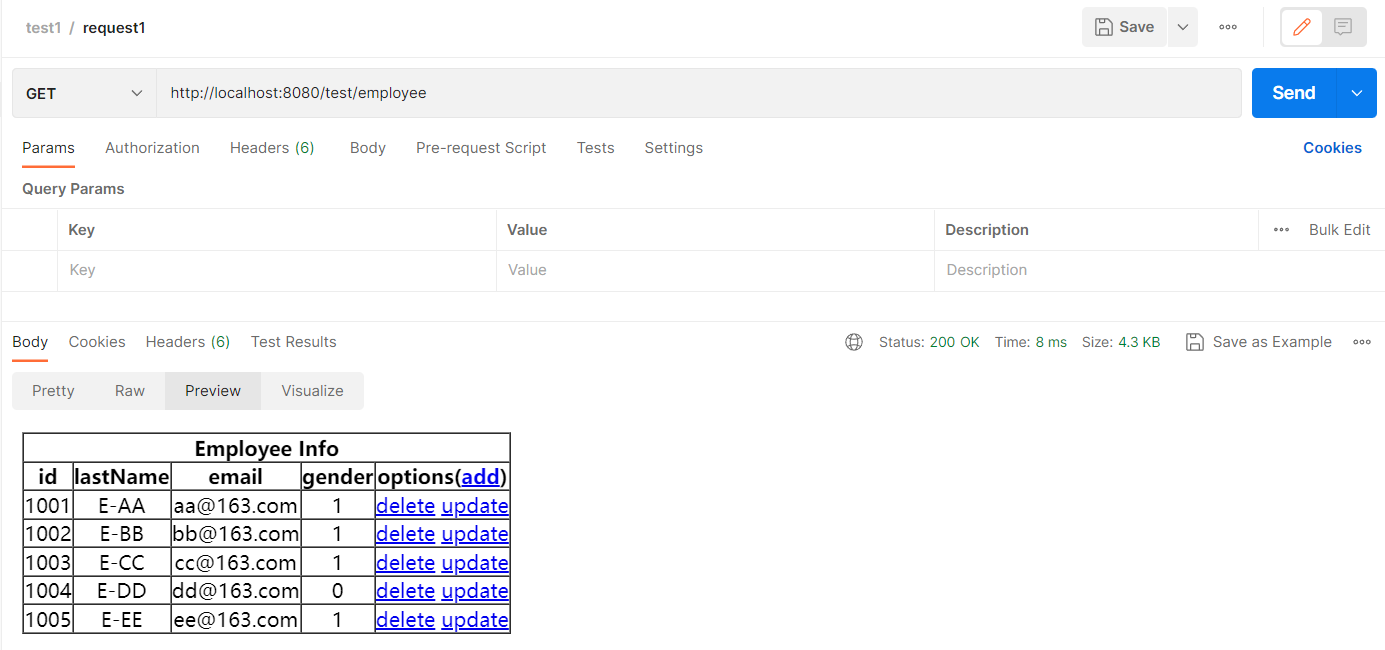 test1 / request1 Save
GET http://localhost:8080/test/employee Send
Params Authorization Headers (6) Body Pre-request Script Tests Settings Cookies
Query Params
Key Value Description Bulk Edit
Key Value Description
Body Cookies Headers (6) Test Results Status: 200 OK Time: 8 ms Size: 4.3 KB Save as Example
Pretty Raw Preview Visualize
Employee Info
id lastName email gender options(add)
1001 E-AA aa@163.com 1 delete update
1002 E-BB bb@163.com 1 delete update
1003 E-CC cc@163.com 1 delete update
1004 E-DD dd@163.com 0 delete update
1005 E-EE ee@163.com 1 delete update